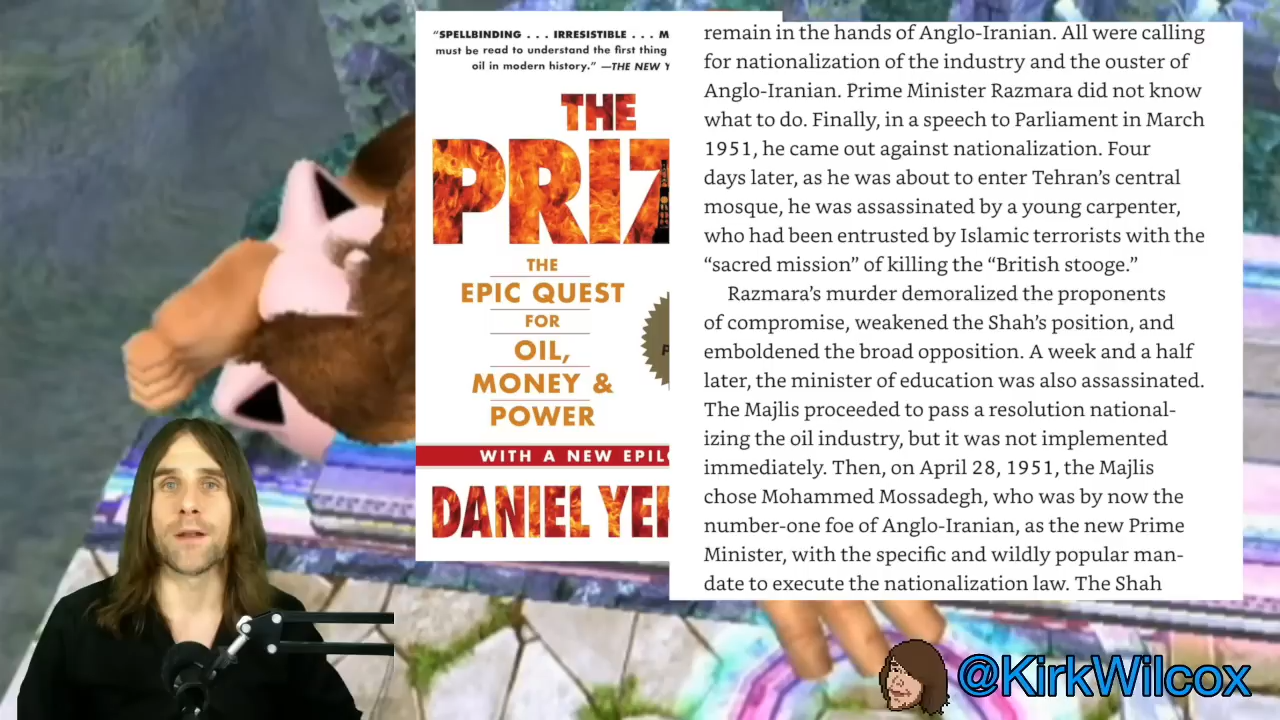 “SPELLBINDING . . . IRRESISTIBLE . . . M
must be read to understand the first thing
oil in modern history.” —THE NEW Y
THE
PRIZ
THE
EPIC QUEST
FOR
OIL,
MONEY &
POWER
WITH A NEW EPIL
DANIEL YER
remain in the hands of Anglo-Iranian. All were calling
for nationalization of the industry and the ouster of
Anglo-Iranian. Prime Minister Razmara did not know
what to do. Finally, in a speech to Parliament in March
1951, he came out against nationalization. Four
days later, as he was about to enter Tehran’s central
mosque, he was assassinated by a young carpenter,
who had been entrusted by Islamic terrorists with the
“sacred mission” of killing the “British stooge.”
Razmara’s murder demoralized the proponents
of compromise, weakened the Shah’s position, and
emboldened the broad opposition. A week and a half
later, the minister of education was also assassinated.
The Majlis proceeded to pass a resolution national-
izing the oil industry, but it was not implemented
immediately. Then, on April 28, 1951, the Majlis
chose Mohammed Mossadegh, who was by now the
number-one foe of Anglo-Iranian, as the new Prime
Minister, with the specific and wildly popular man-
date to execute the nationalization law. The Shah
@KirkWilcox